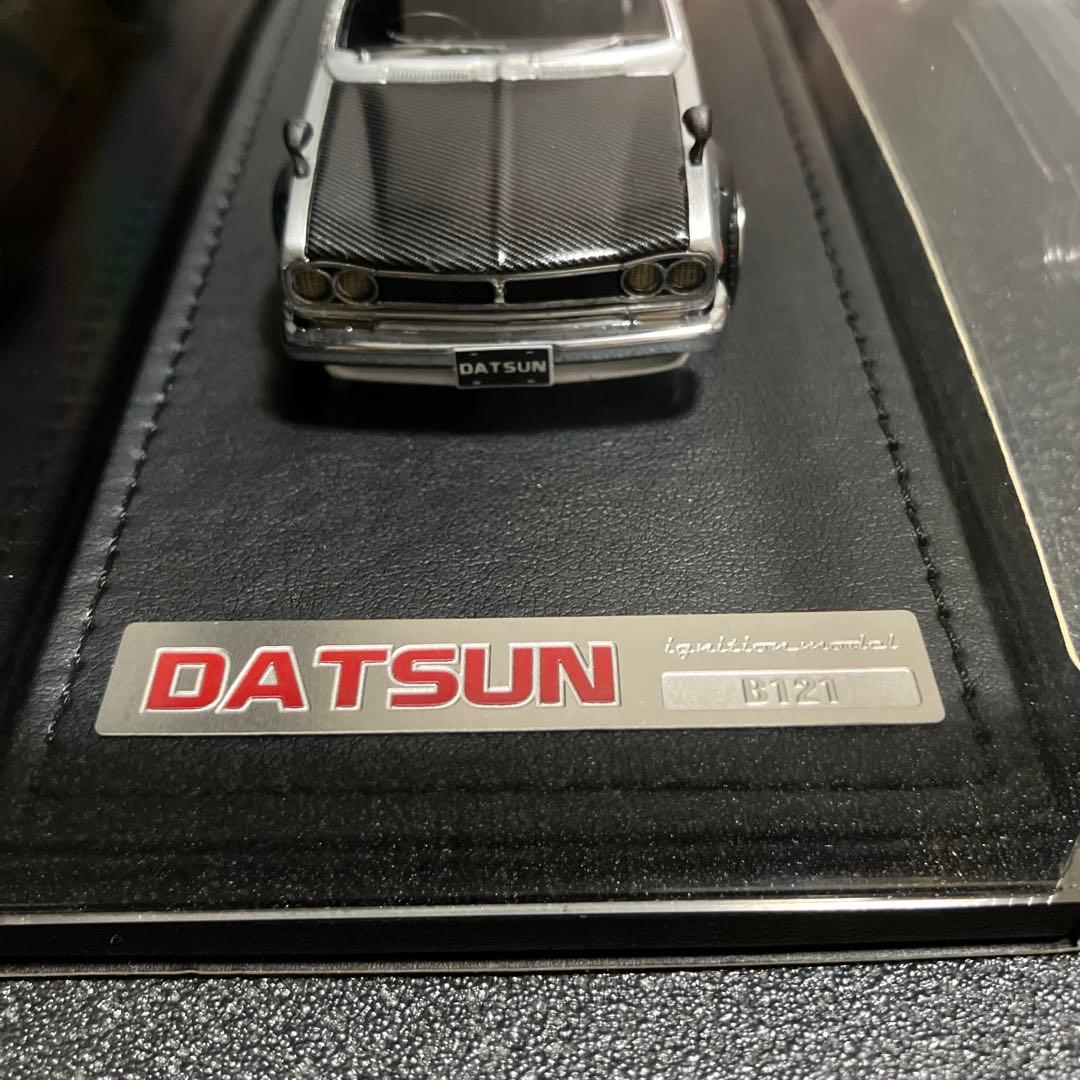 DATSUN
DATSUN
ignition model
B121